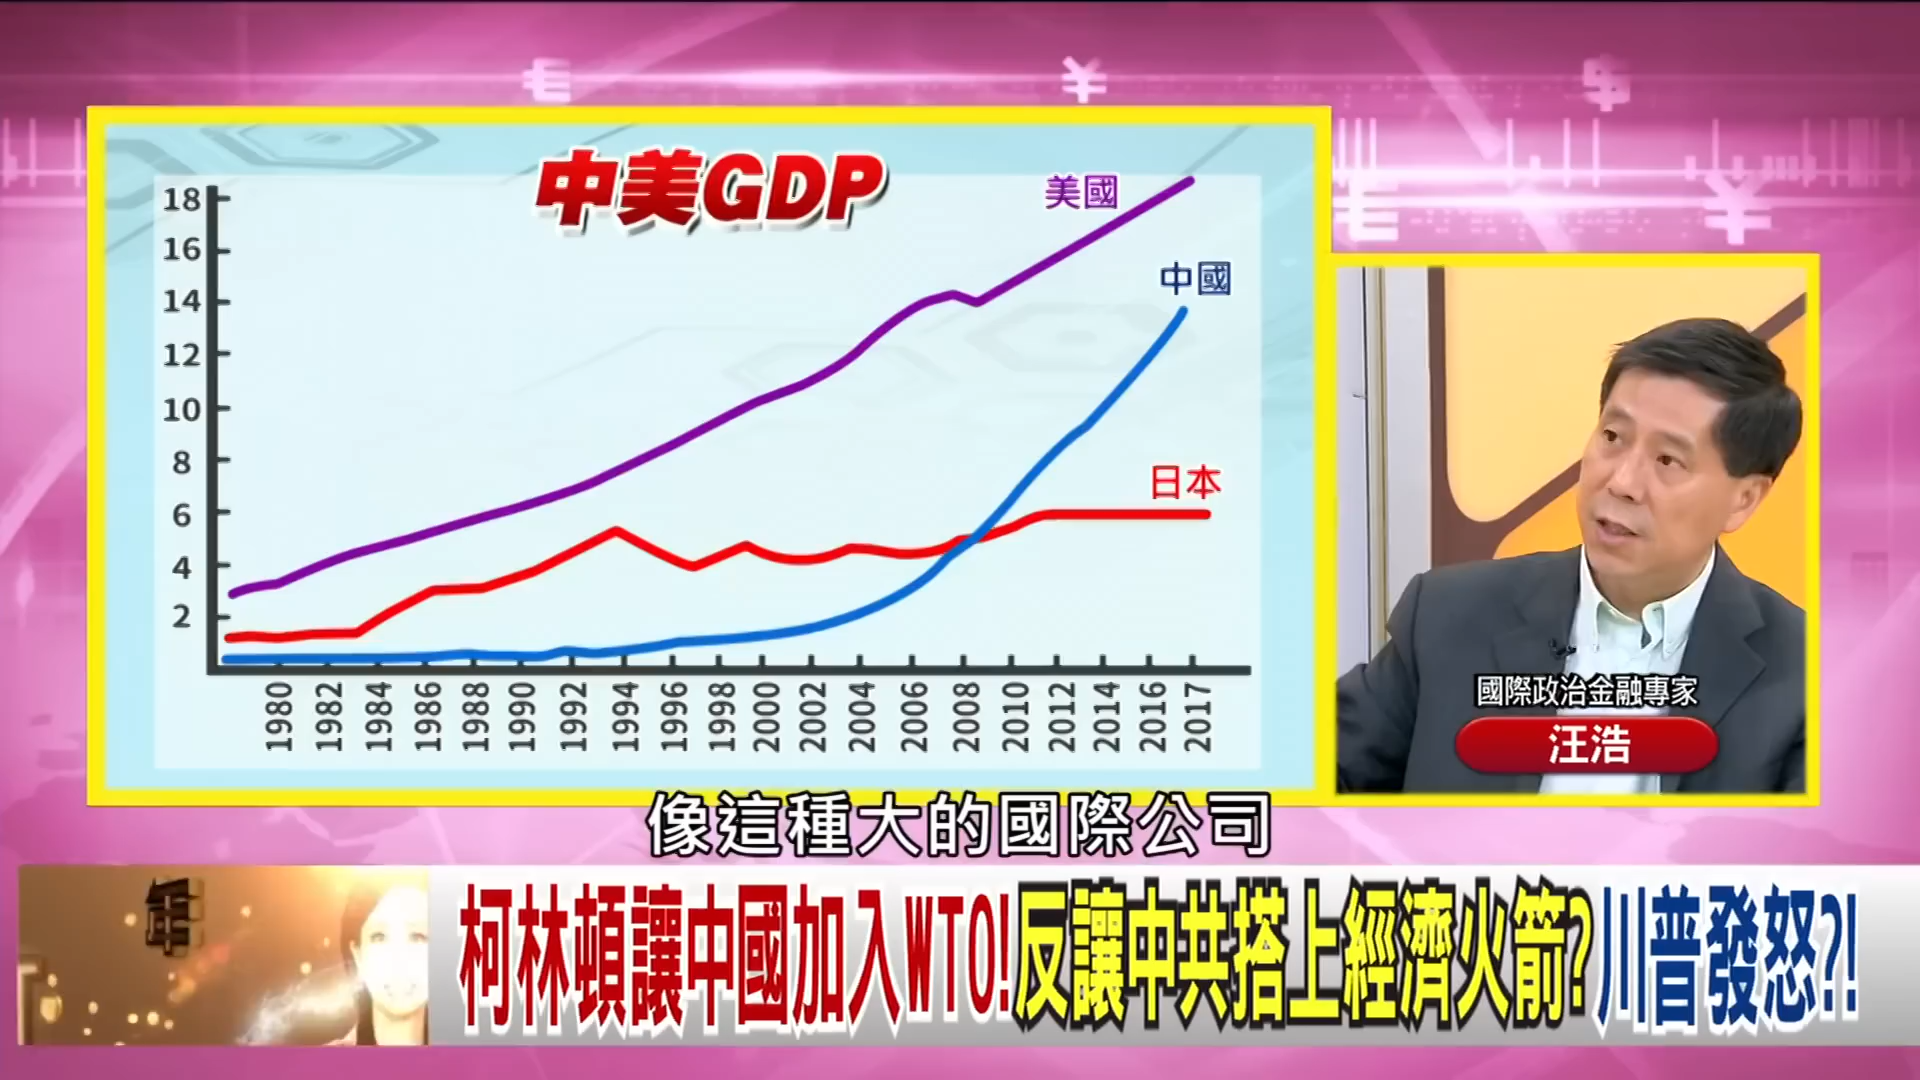 中美GDP
美國
中國
日本
18
16
14
12
10
8
6
4
2
1980 1982 1984 1986 1988 1990 1992 1994 1996 1998 2000 2002 2004 2006 2008 2010 2012 2014 2016 2017
國際政治金融專家
汪浩
像這種大的國際公司
年
柯林頓讓中國加入WTO!反讓中共搭上經濟火箭?川普發怒?!